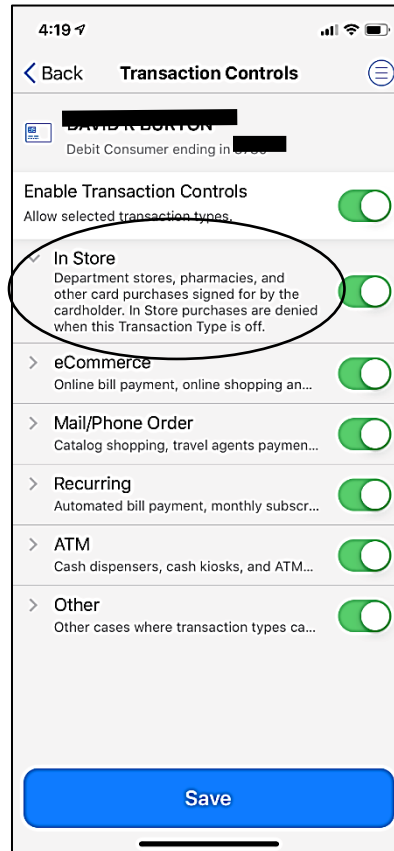 4:19
Back Transaction Controls
Debit Consumer ending in
Enable Transaction Controls
Allow selected transaction types.
In Store
Department stores, pharmacies, and
other card purchases signed for by the
cardholder. In Store purchases are denied
when this Transaction Type is off.
eCommerce
Online bill payment, online shopping an...
Mail/Phone Order
Catalog shopping, travel agents paymen...
Recurring
Automated bill payment, monthly subscr...
ATM
Cash dispensers, cash kiosks, and ATM...
Other
Other cases where transaction types ca...
Save